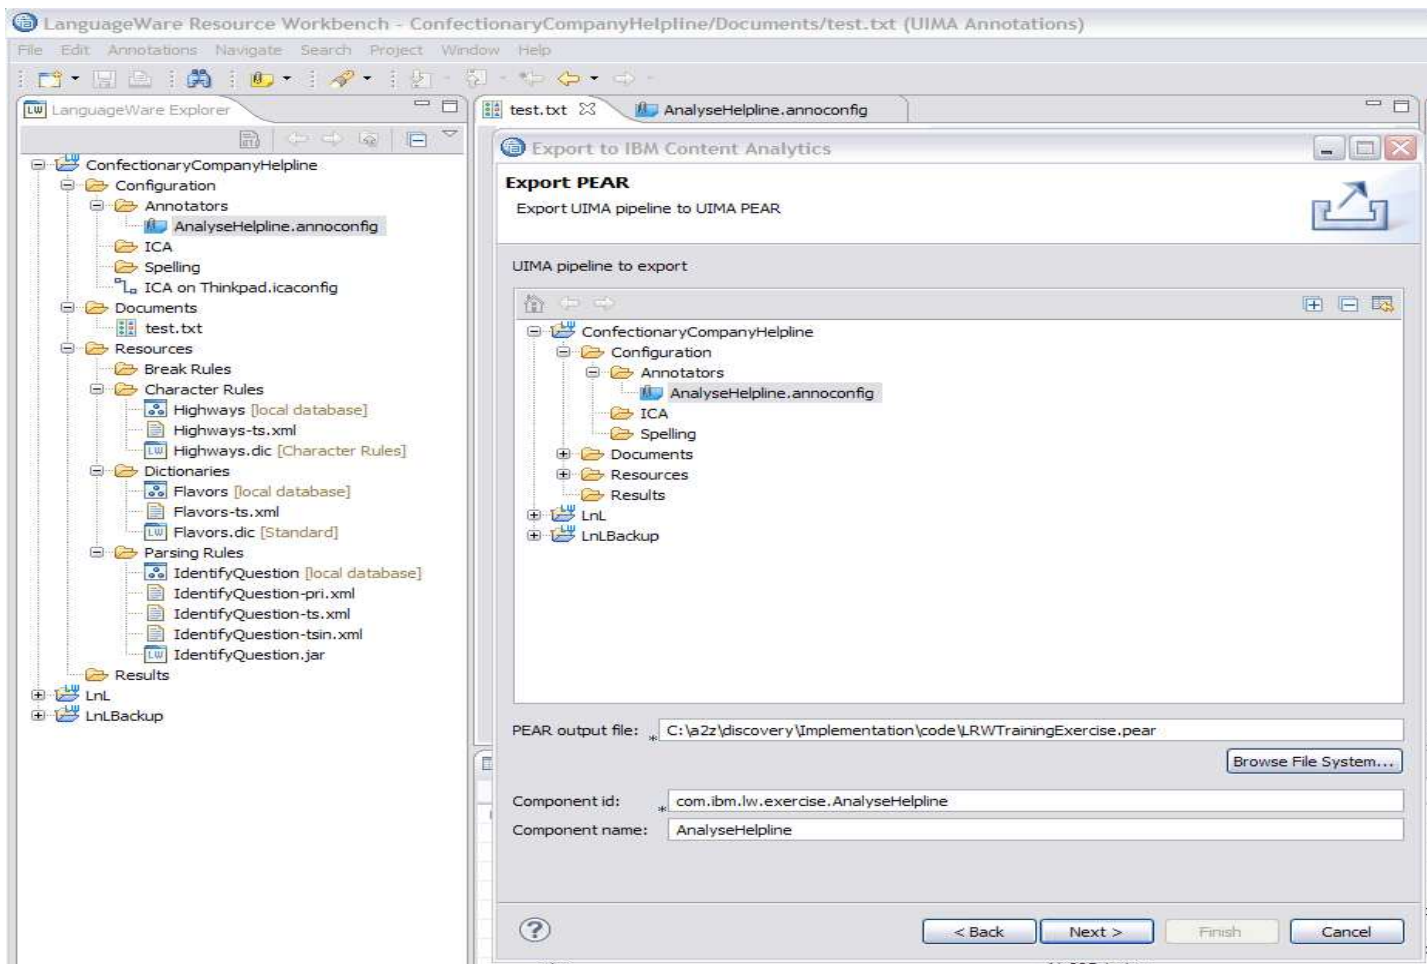 LanguageWare Resource Workbench - ConfectionaryCompanyHelpline/Documents/test.txt (UIMA Annotations)
File Edit Annotations Navigate Search Project Window Help
LanguageWare Explorer
ConfectionaryCompanyHelpline
Configuration
Annotators
AnalyseHelpline.annoconfig
ICA
Spelling
ICA on Thinkpad.icaconfig
Documents
test.txt
Resources
Break Rules
Character Rules
Highways [local database]
Highways-ts.xml
Highways.dic [Character Rules]
Dictionaries
Flavors [local database]
Flavors-ts.xml
Flavors.dic [Standard]
Parsing Rules
IdentifyQuestion [local database]
IdentifyQuestion-pri.xml
IdentifyQuestion-ts.xml
IdentifyQuestion-tsin.xml
IdentifyQuestion.jar
Results
LnL
LnLBackup
test.txt AnalyseHelpline.annoconfig
Export to IBM Content Analytics
Export PEAR
Export UIMA pipeline to UIMA PEAR
UIMA pipeline to export
ConfectionaryCompanyHelpline
Configuration
Annotators
AnalyseHelpline.annoconfig
ICA
Spelling
Documents
Resources
Results
LnL
LnLBackup
PEAR output file: * C:\a2z\discovery\Implementation\code\LRWTrainingExercise.pear
Browse File System...
Component id: * com.ibm.lw.exercise.AnalyseHelpline
Component name: AnalyseHelpline
? < Back Next > Finish Cancel